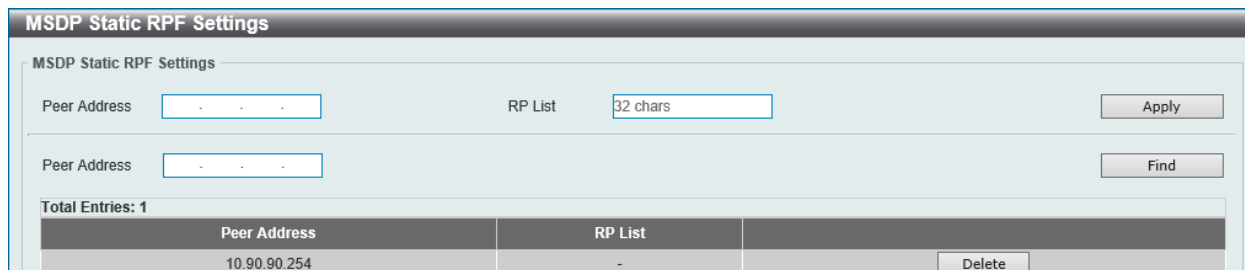 MSDP Static RPF Settings
MSDP Static RPF Settings
Peer Address . . . RP List 32 chars Apply
Peer Address . . . Find
Total Entries: 1
Peer Address RP List
10.90.90.254 - Delete